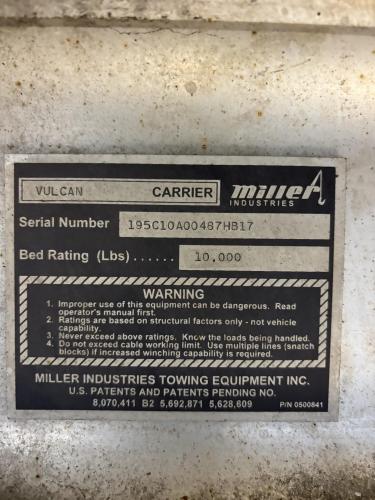 VULCAN CARRIER miller
INDUSTRIES
Serial Number 195C10A00487HB17
Bed Rating (Lbs)...... 10,000
WARNING
1. Improper use of this equipment can be dangerous. Read
operator's manual first.
2. Ratings are based on structural factors only - not vehicle
capability.
3. Never exceed above ratings. Know the loads being handled.
4. Do not exceed cable working limit. Use multiple lines (snatch
blocks) if increased winching capability is required.
MILLER INDUSTRIES TOWING EQUIPMENT INC.
U.S. PATENTS AND PATENTS PENDING NO.
8,070,411 B2 5,692,871 5,628,609
P/N 0500841